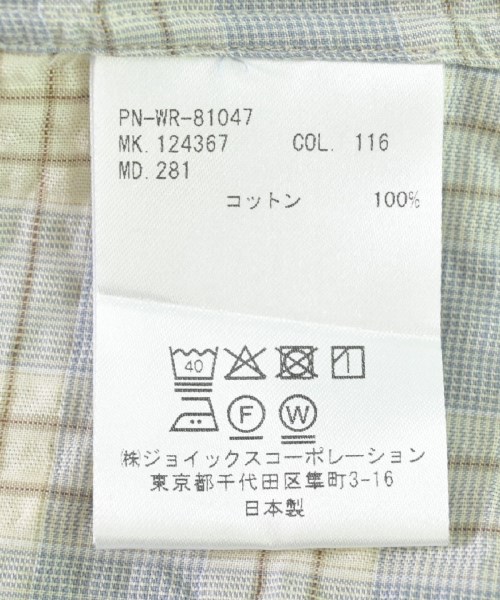 PN-WR-81047
MK. 124367 COL. 116
MD. 281
コットン 100%
40
F W
㈱ジョイックスコーポレーション
東京都千代田区隼町3-16
日本製